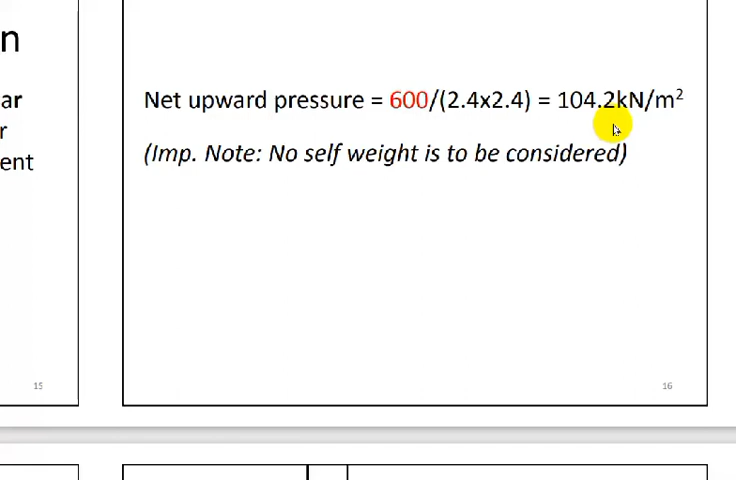 n
ar
r
ent
15
Net upward pressure = 600/(2.4x2.4) = 104.2kN/m²
(Imp. Note: No self weight is to be considered)
16